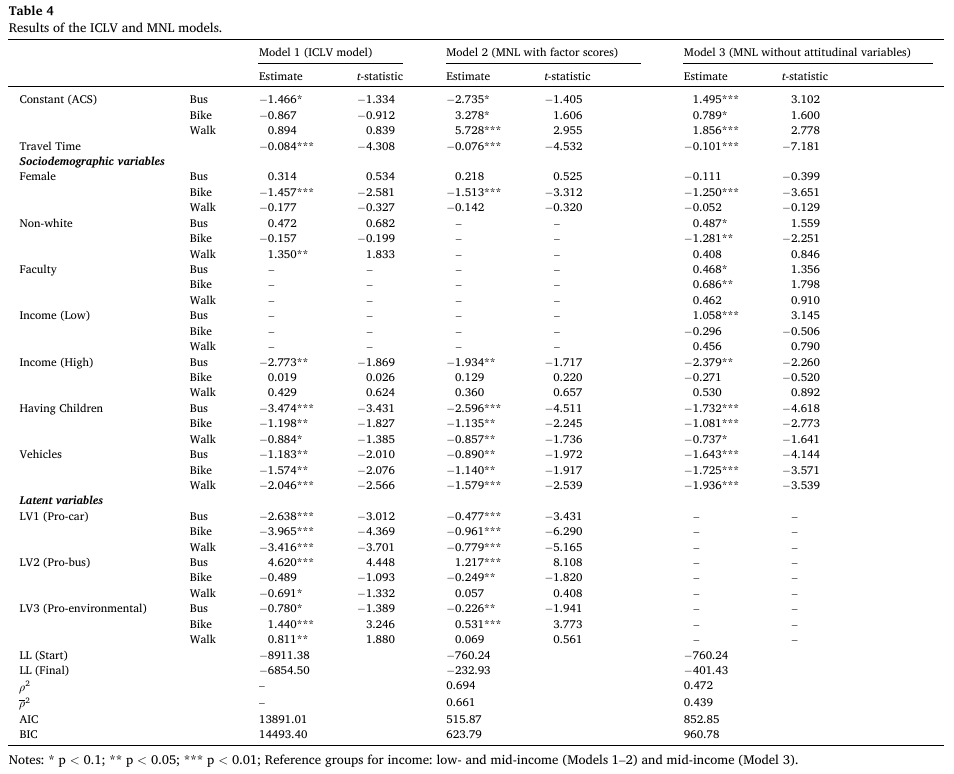 Table 4
Results of the ICLV and MNL models.
Model 1 (ICLV model) Model 2 (MNL with factor scores) Model 3 (MNL without attitudinal variables)
Estimate t-statistic Estimate t-statistic Estimate t-statistic
Constant (ACS) Bus −1.466* −1.334 −2.735* −1.405 1.495*** 3.102
Bike −0.867 −0.912 3.278* 1.606 0.789* 1.600
Walk 0.894 0.839 5.728*** 2.955 1.856*** 2.778
Travel Time −0.084*** −4.308 −0.076*** −4.532 −0.101*** −7.181
Sociodemographic variables
Female Bus 0.314 0.534 0.218 0.525 −0.111 −0.399
Bike −1.457*** −2.581 −1.513*** −3.312 −1.250*** −3.651
Walk −0.177 −0.327 −0.142 −0.320 −0.052 −0.129
Non-white Bus 0.472 0.682 – – 0.487* 1.559
Bike −0.157 −0.199 – – −1.281** −2.251
Walk 1.350** 1.833 – – 0.408 0.846
Faculty Bus – – – – 0.468* 1.356
Bike – – – – 0.686** 1.798
Walk – – – – 0.462 0.910
Income (Low) Bus – – – – 1.058*** 3.145
Bike – – – – −0.296 −0.506
Walk – – – – 0.456 0.790
Income (High) Bus −2.773** −1.869 −1.934** −1.717 −2.379** −2.260
Bike 0.019 0.026 0.129 0.220 −0.271 −0.520
Walk 0.429 0.624 0.360 0.657 0.530 0.892
Having Children Bus −3.474*** −3.431 −2.596*** −4.511 −1.732*** −4.618
Bike −1.198** −1.827 −1.135** −2.245 −1.081*** −2.773
Walk −0.884* −1.385 −0.857** −1.736 −0.737* −1.641
Vehicles Bus −1.183** −2.010 −0.890** −1.972 −1.643*** −4.144
Bike −1.574** −2.076 −1.140** −1.917 −1.725*** −3.571
Walk −2.046*** −2.566 −1.579*** −2.539 −1.936*** −3.539
Latent variables
LV1 (Pro-car) Bus −2.638*** −3.012 −0.477*** −3.431 – –
Bike −3.965*** −4.369 −0.961*** −6.290 – –
Walk −3.416*** −3.701 −0.779*** −5.165 – –
LV2 (Pro-bus) Bus 4.620*** 4.448 1.217*** 8.108 – –
Bike −0.489 −1.093 −0.249** −1.820 – –
Walk −0.691* −1.332 0.057 0.408 – –
LV3 (Pro-environmental) Bus −0.780* −1.389 −0.226** −1.941 – –
Bike 1.440*** 3.246 0.531*** 3.773 – –
Walk 0.811** 1.880 0.069 0.561 – –
LL (Start) −8911.38 −760.24 −760.24
LL (Final) −6854.50 −232.93 −401.43
ρ² – 0.694 0.472
ρ̄² – 0.661 0.439
AIC 13891.01 515.87 852.85
BIC 14493.40 623.79 960.78
Notes: * p < 0.1; ** p < 0.05; *** p < 0.01; Reference groups for income: low- and mid-income (Models 1–2) and mid-income (Model 3).